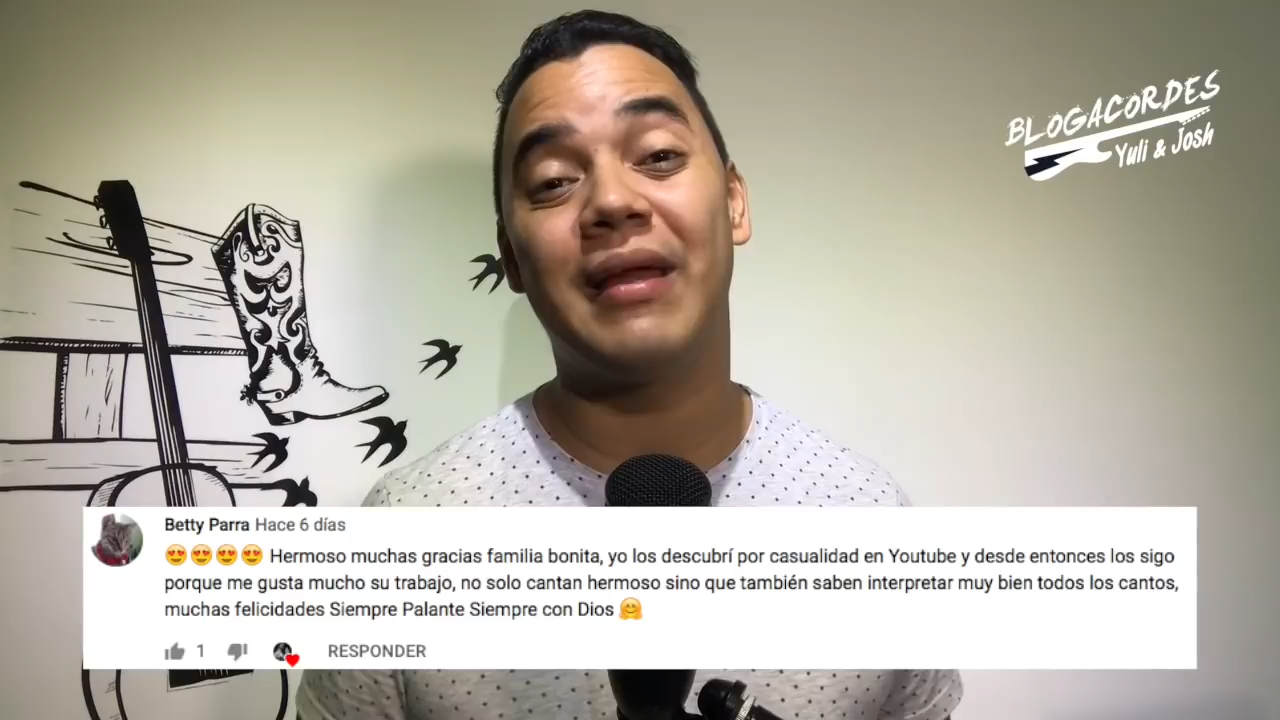 BLOGACORDES
Yuli & Josh
Betty Parra Hace 6 días
😍😍😍😍 Hermoso muchas gracias familia bonita, yo los descubrí por casualidad en Youtube y desde entonces los sigo
porque me gusta mucho su trabajo, no solo cantan hermoso sino que también saben interpretar muy bien todos los cantos,
muchas felicidades Siempre Palante Siempre con Dios 🤗
1 RESPONDER